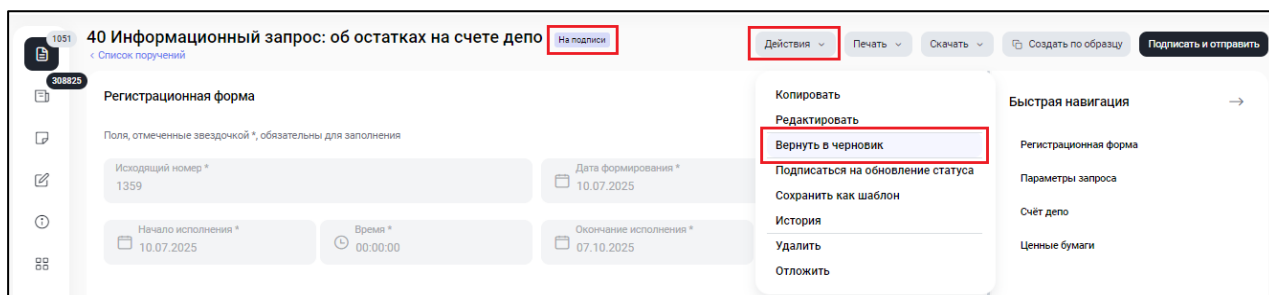 1051
40 Информационный запрос: об остатках на счете депо На подписи
Действия Печать Скачать Создать по образцу Подписать и отправить
< Список поручений
308825
Регистрационная форма
Поля, отмеченные звездочкой *, обязательны для заполнения
Исходящий номер *
1359
Дата формирования *
10.07.2025
Начало исполнения *
10.07.2025
Время *
00:00:00
Окончание исполнения *
07.10.2025
Копировать
Редактировать
Вернуть в черновик
Подписаться на обновление статуса
Сохранить как шаблон
История
Удалить
Отложить
Быстрая навигация
Регистрационная форма
Параметры запроса
Счёт депо
Ценные бумаги